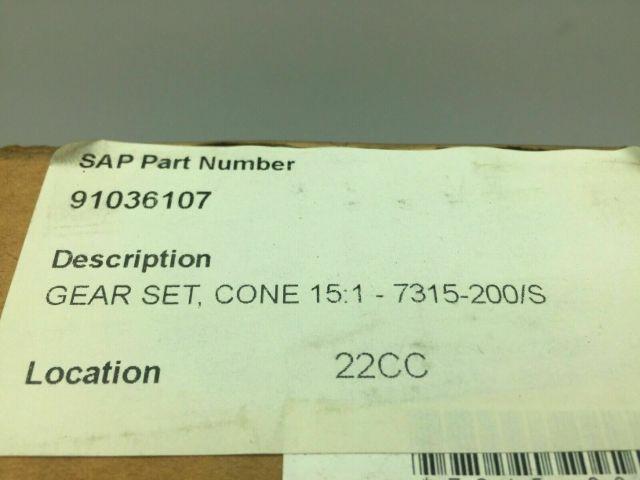 SAP Part Number
91036107
Description
GEAR SET, CONE 15:1 - 7315-200/S
Location 22CC